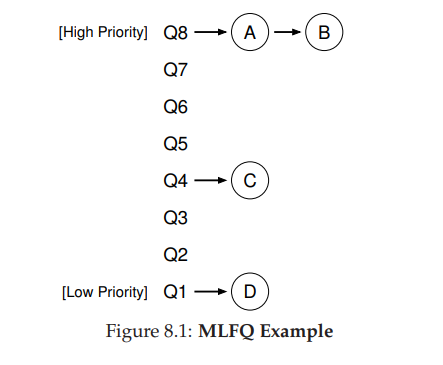 [High Priority] Q8 A B
Q7
Q6
Q5
Q4 C
Q3
Q2
[Low Priority] Q1 D
Figure 8.1: MLFQ Example